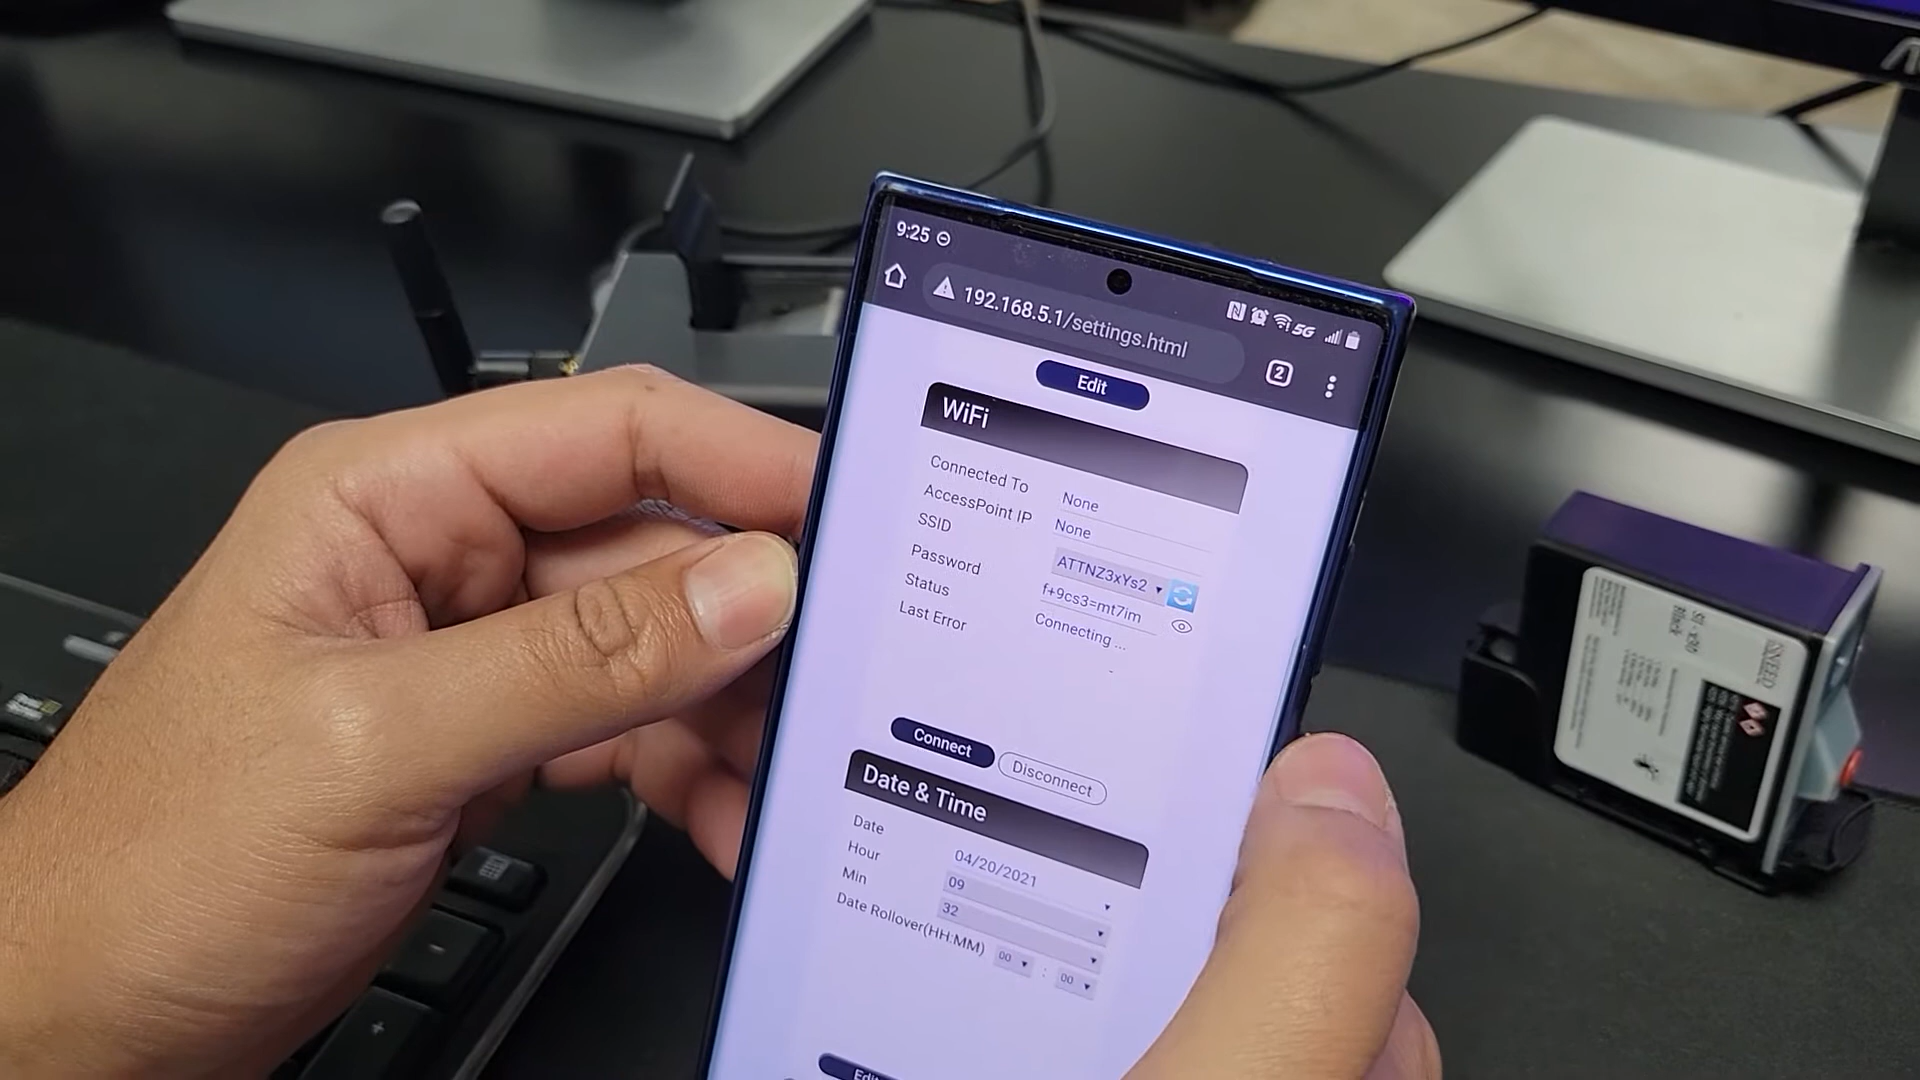 9:25
5G
192.168.5.1/settings.html
2
Edit
WiFi
Connected To None
AccessPoint IP None
SSID ATTNZ3xYs2
Password f+9cs3=mt7im
Status Connecting ...
Last Error
Connect Disconnect
Date & Time
Date 04/20/2021
Hour 09
Min 32
Date Rollover(HH:MM) 00 : 00
Edit
Black